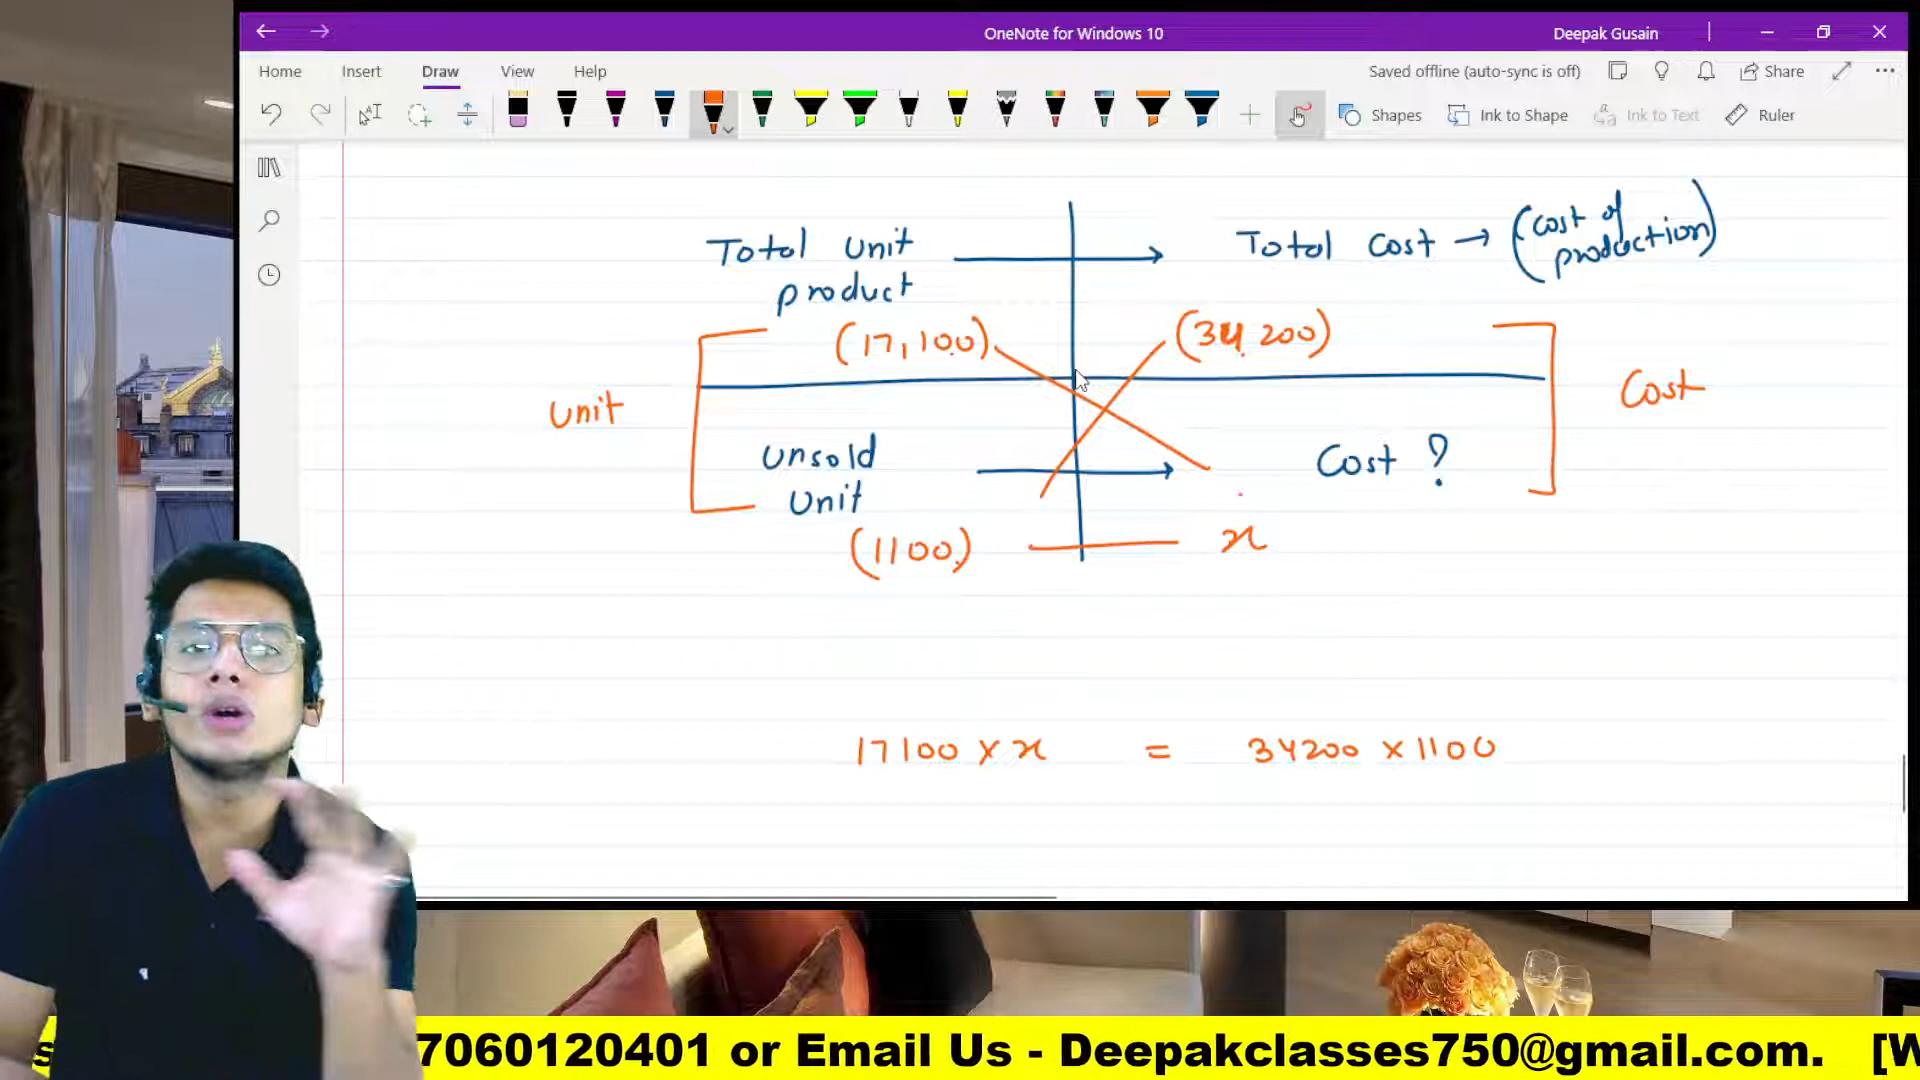 OneNote for Windows 10
Deepak Gusain
Home Insert Draw View Help
Saved offline (auto-sync is off)
Share
Shapes
Ink to Shape
Ink to Text
Ruler
Total unit product
Total cost → (cost of production)
(17,100)
(34,200)
unit
Cost
unsold unit
Cost ?
(1100)
x
17100 × x = 34200 × 1100
7060120401 or Email Us - Deepakclasses750@gmail.com. [W